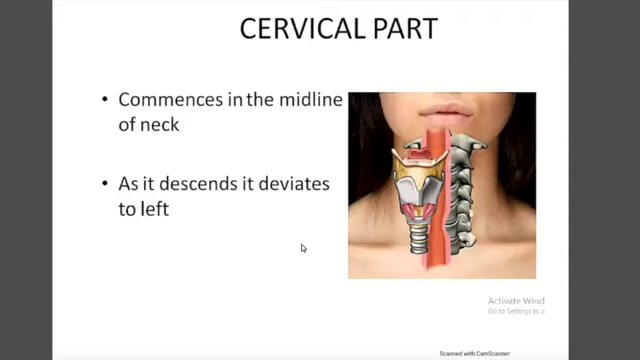 CERVICAL PART
• Commences in the midline
of neck
• As it descends it deviates
to left
Activate Wind
Go to Settings to a
Scanned with CamScanner